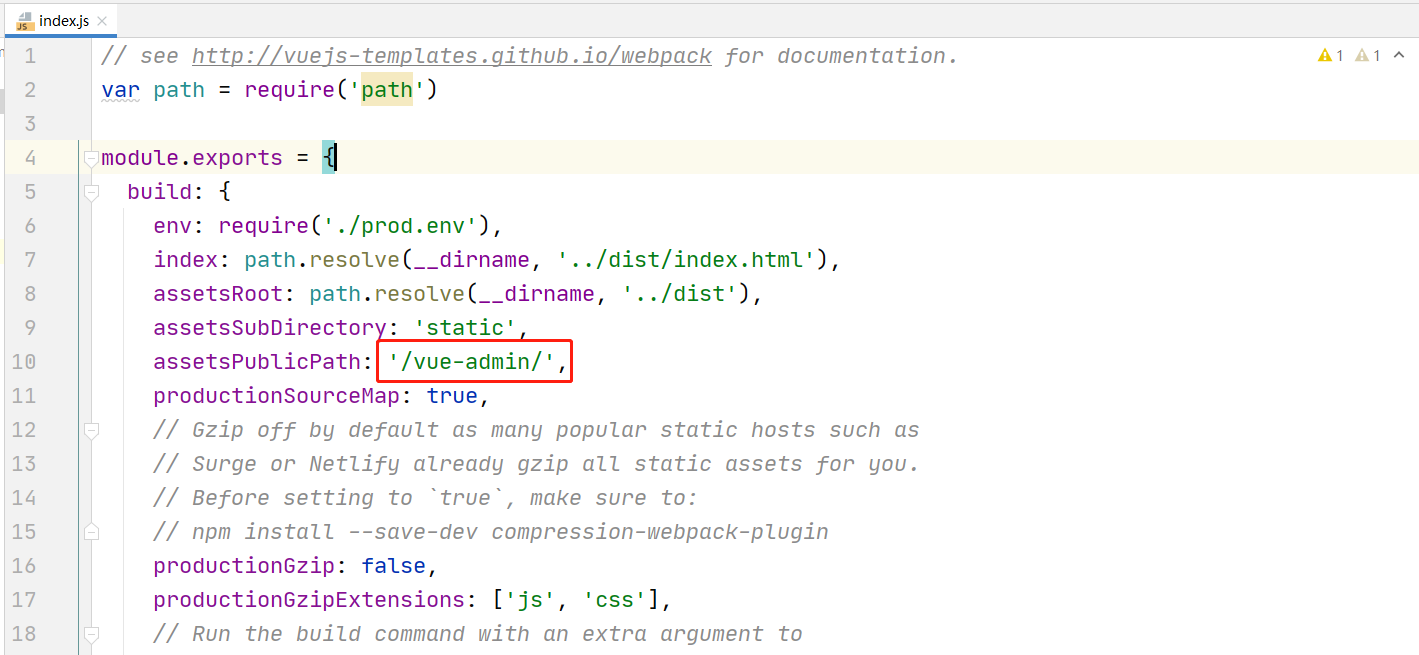 index.js
1 // see http://vuejs-templates.github.io/webpack for documentation. 1 1
2 var path = require('path')
3
4 module.exports = {
5 build: {
6 env: require('./prod.env'),
7 index: path.resolve(__dirname, '../dist/index.html'),
8 assetsRoot: path.resolve(__dirname, '../dist'),
9 assetsSubDirectory: 'static',
10 assetsPublicPath: '/vue-admin/',
11 productionSourceMap: true,
12 // Gzip off by default as many popular static hosts such as
13 // Surge or Netlify already gzip all static assets for you.
14 // Before setting to `true`, make sure to:
15 // npm install --save-dev compression-webpack-plugin
16 productionGzip: false,
17 productionGzipExtensions: ['js', 'css'],
18 // Run the build command with an extra argument to